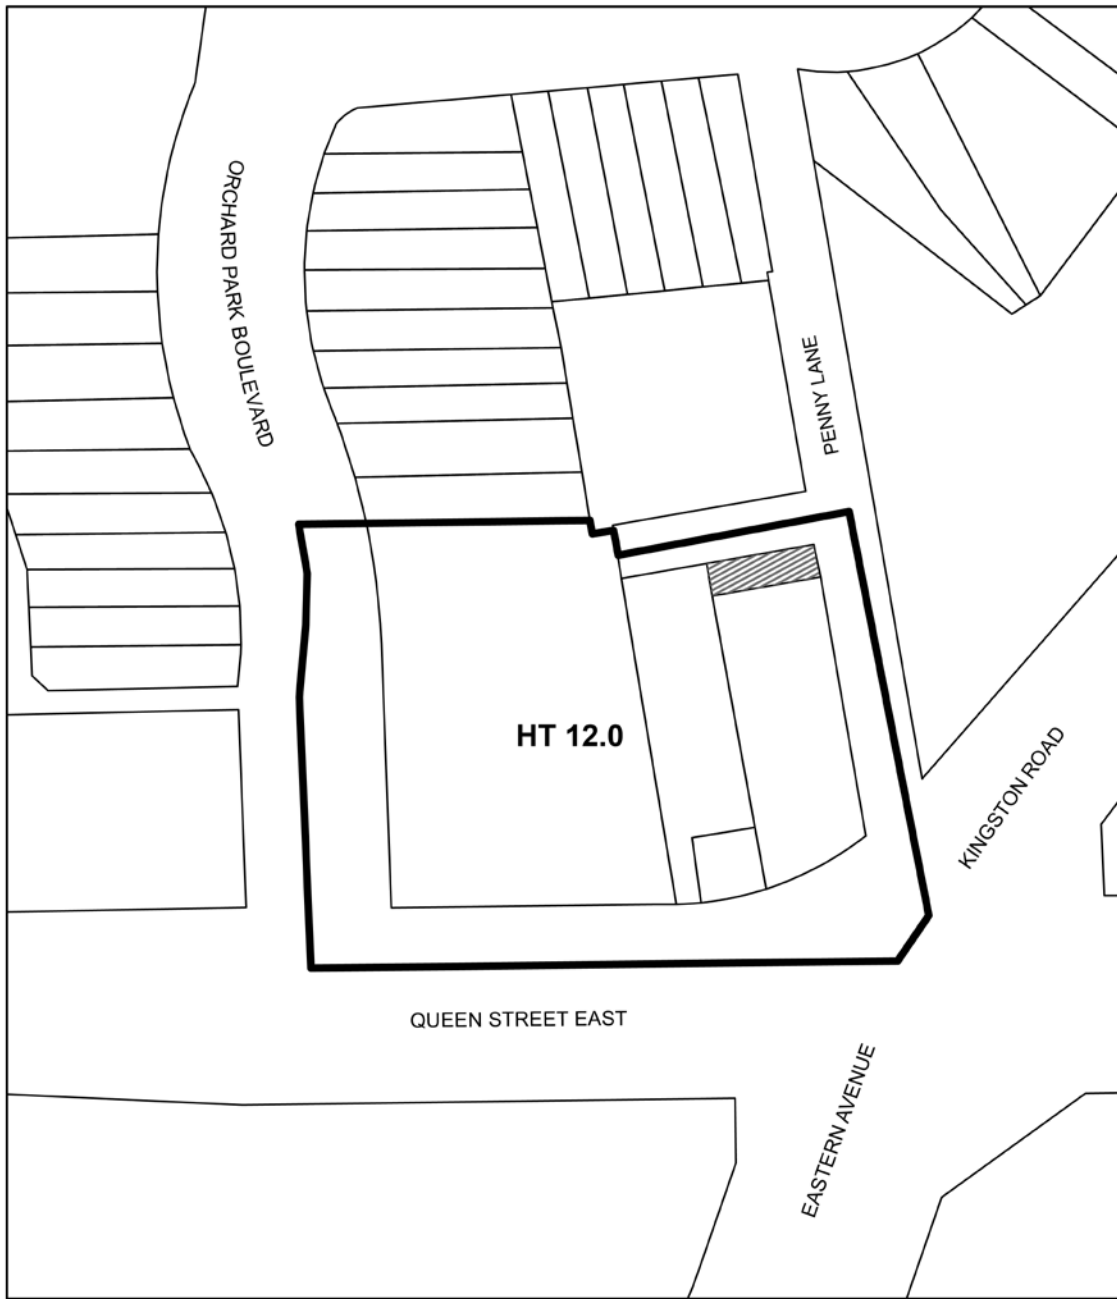 ORCHARD PARK BOULEVARD
PENNY LANE
HT 12.0
KINGSTON ROAD
QUEEN STREET EAST
EASTERN AVENUE